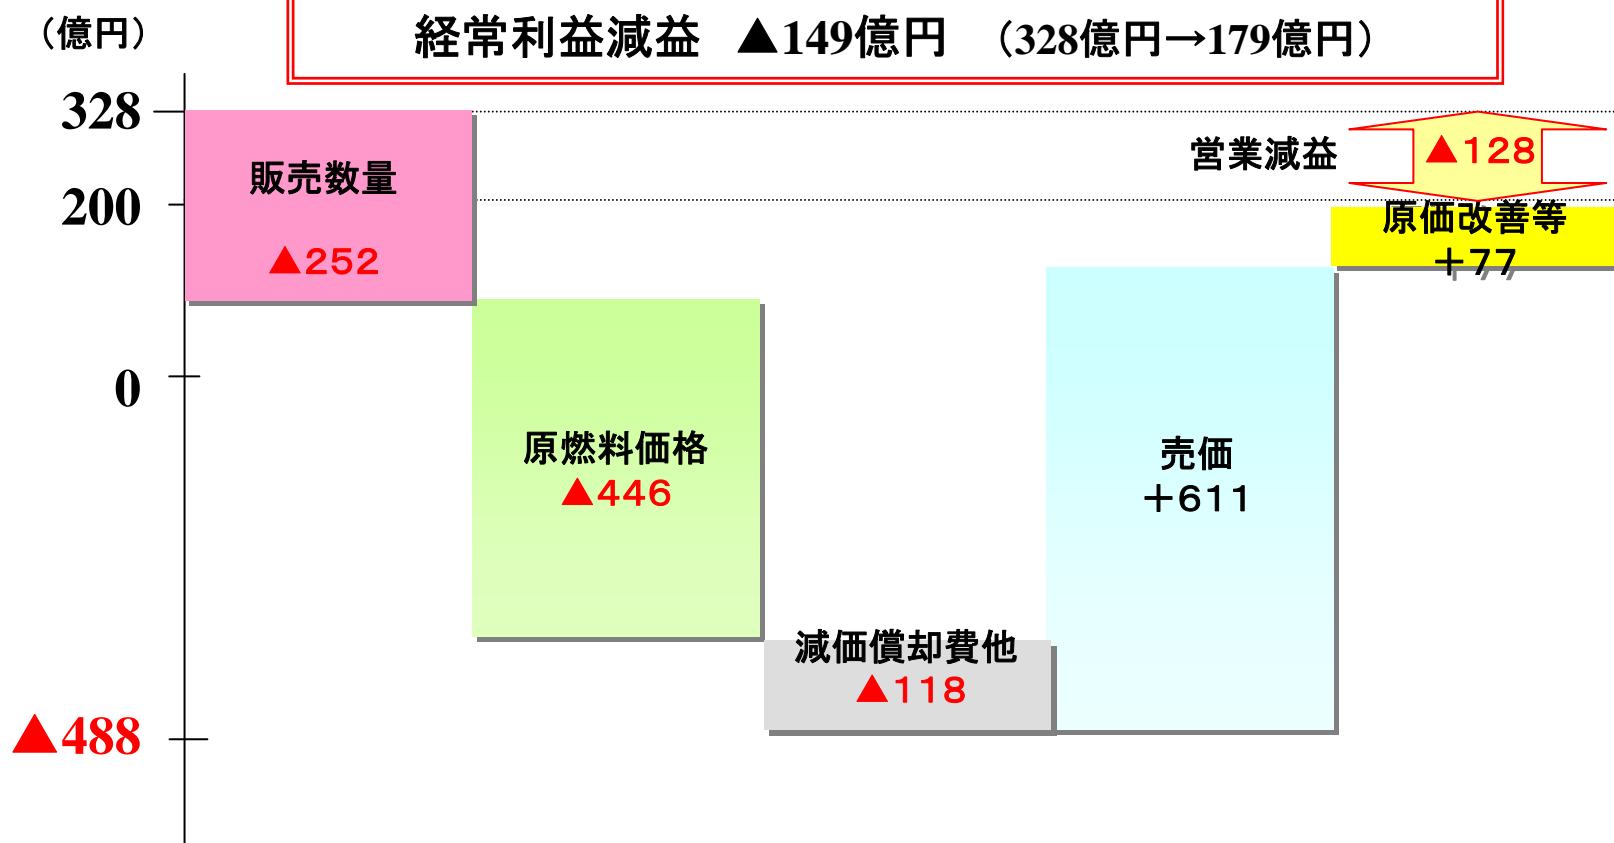 （億円）
経常利益減益　▲149億円　（328億円→179億円）
328
営業減益
▲128
販売数量
▲252
200
原価改善等
＋77
0
原燃料価格
▲446
売価
＋611
減価償却費他
▲118
▲488